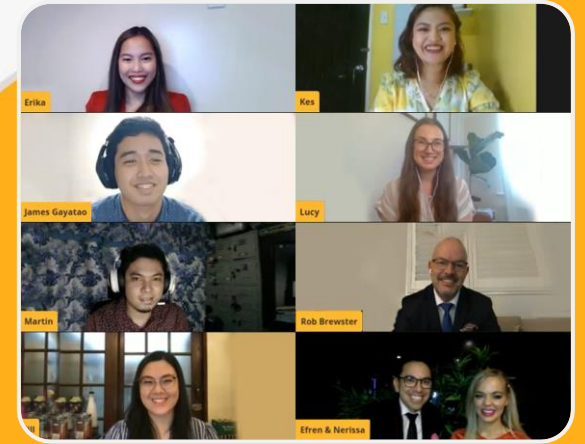 Erika
Kes
James Gayatao
Lucy
Martin
Rob Brewster
Efren & Nerissa